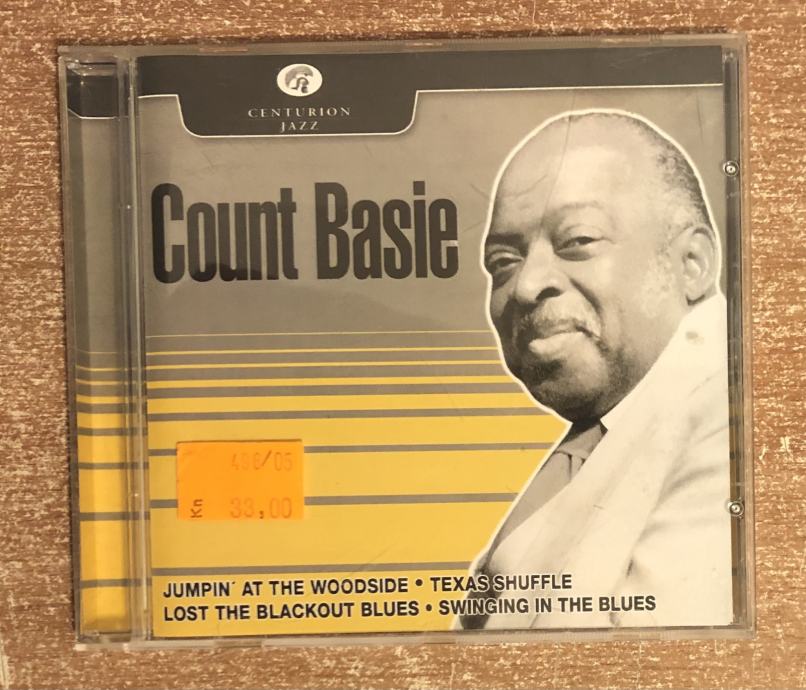 CENTURION
JAZZ
Count Basie
496/05
Kn 33,00
JUMPIN´ AT THE WOODSIDE • TEXAS SHUFFLE
LOST THE BLACKOUT BLUES • SWINGING IN THE BLUES